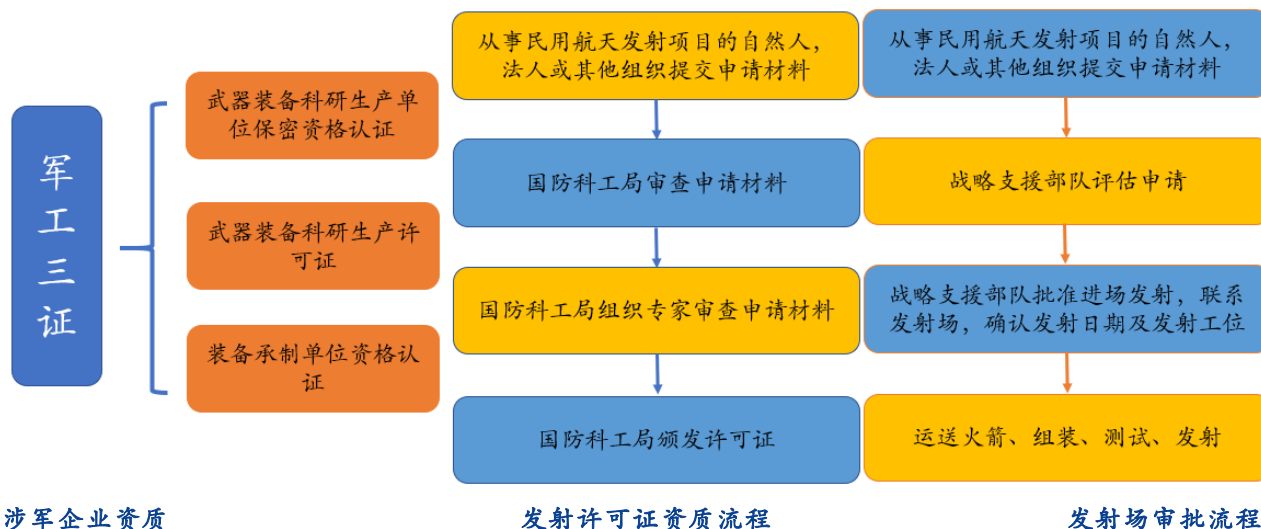 军
工
三
证
武器装备科研生产单
位保密资格认证
武器装备科研生产许
可证
装备承制单位资格认
证
涉军企业资质
从事民用航天发射项目的自然人，
法人或其他组织提交申请材料
国防科工局审查申请材料
国防科工局组织专家审查申请材料
国防科工局颁发许可证
发射许可证资质流程
从事民用航天发射项目的自然人，
法人或其他组织提交申请材料
战略支援部队评估申请
战略支援部队批准进场发射，联系
发射场，确认发射日期及发射工位
运送火箭、组装、测试、发射
发射场审批流程